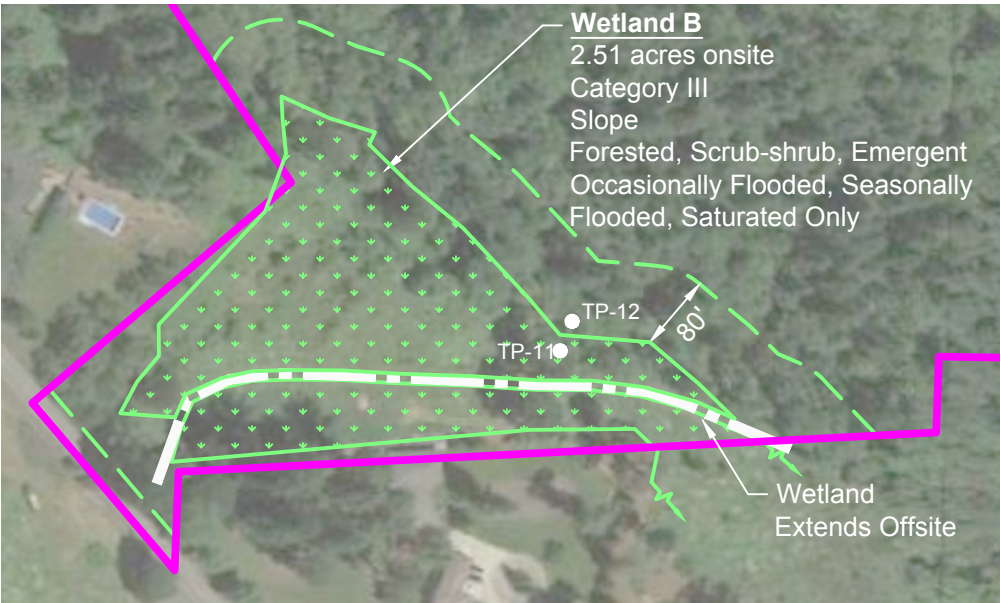 Wetland B
2.51 acres onsite
Category III
Slope
Forested, Scrub-shrub, Emergent
Occasionally Flooded, Seasonally
Flooded, Saturated Only
TP-12
80'
TP-11
Wetland
Extends Offsite